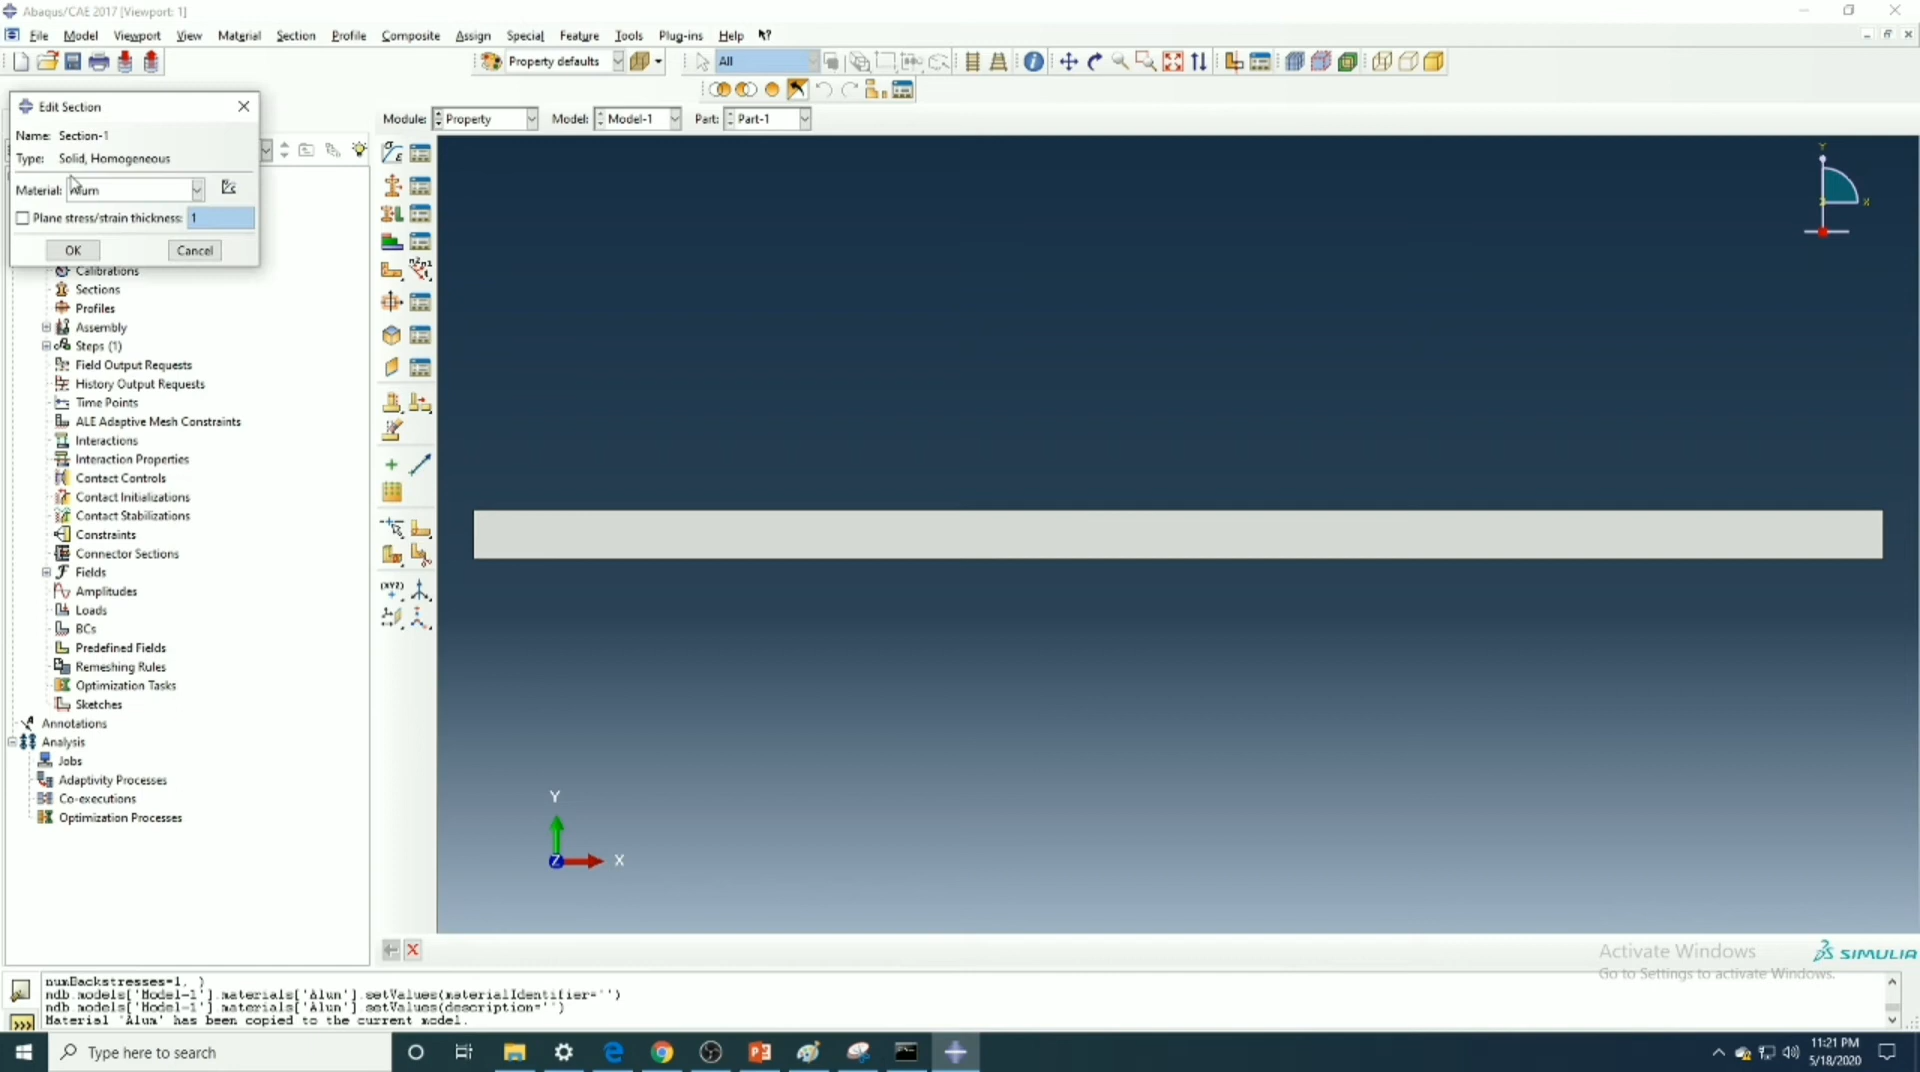 Abaqus/CAE 2017 [Viewport: 1]
File Model Viewport View Material Section Profile Composite Assign Special Feature Tools Plug-ins Help
Property defaults
All
Edit Section
Name: Section-1
Type: Solid, Homogeneous
Material: Alum
Plane stress/strain thickness: 1
OK Cancel
Module: Property Model: Model-1 Part: Part-1
Calibrations
Sections
Profiles
Assembly
Steps (1)
Field Output Requests
History Output Requests
Time Points
ALE Adaptive Mesh Constraints
Interactions
Interaction Properties
Contact Controls
Contact Initializations
Contact Stabilizations
Constraints
Connector Sections
Fields
Amplitudes
Loads
BCs
Predefined Fields
Remeshing Rules
Optimization Tasks
Sketches
Annotations
Analysis
Jobs
Adaptivity Processes
Co-executions
Optimization Processes
(XYZ)
Y
X
Y
Z X
Activate Windows
Go to Settings to activate Windows.
SIMULIA
numBackstresses=1, )
mdb.models['Model-1'].materials['Alum'].setValues(materialIdentifier='')
mdb.models['Model-1'].materials['Alum'].setValues(description='')
Material 'Alum' has been copied to the current model.
Type here to search
11:21 PM
5/18/2020